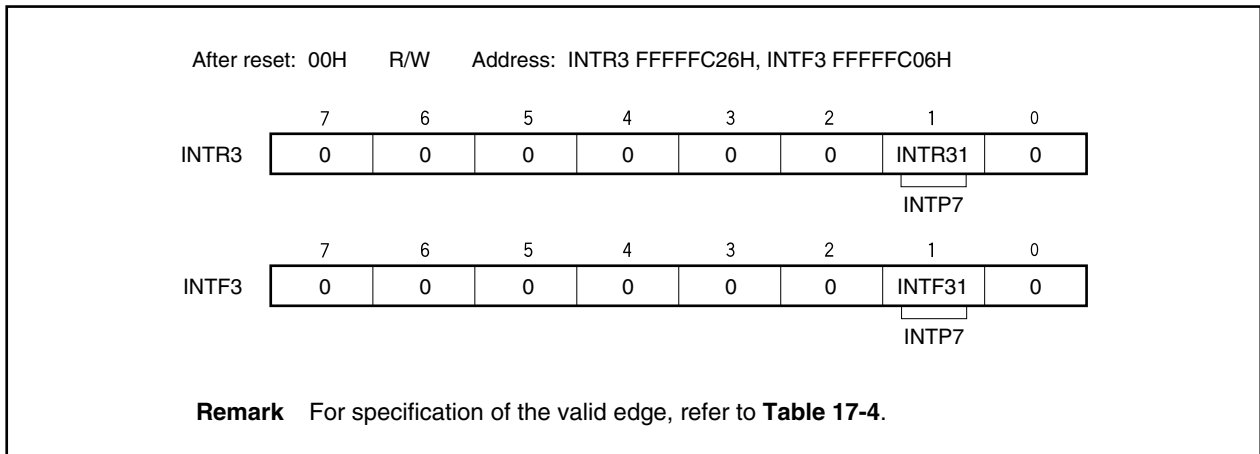 After reset: 00H R/W Address: INTR3 FFFFFC26H, INTF3 FFFFFC06H
7 6 5 4 3 2 1 0
INTR3 0 0 0 0 0 0 INTR31 0
INTP7
7 6 5 4 3 2 1 0
INTF3 0 0 0 0 0 0 INTF31 0
INTP7
Remark For specification of the valid edge, refer to Table 17-4.